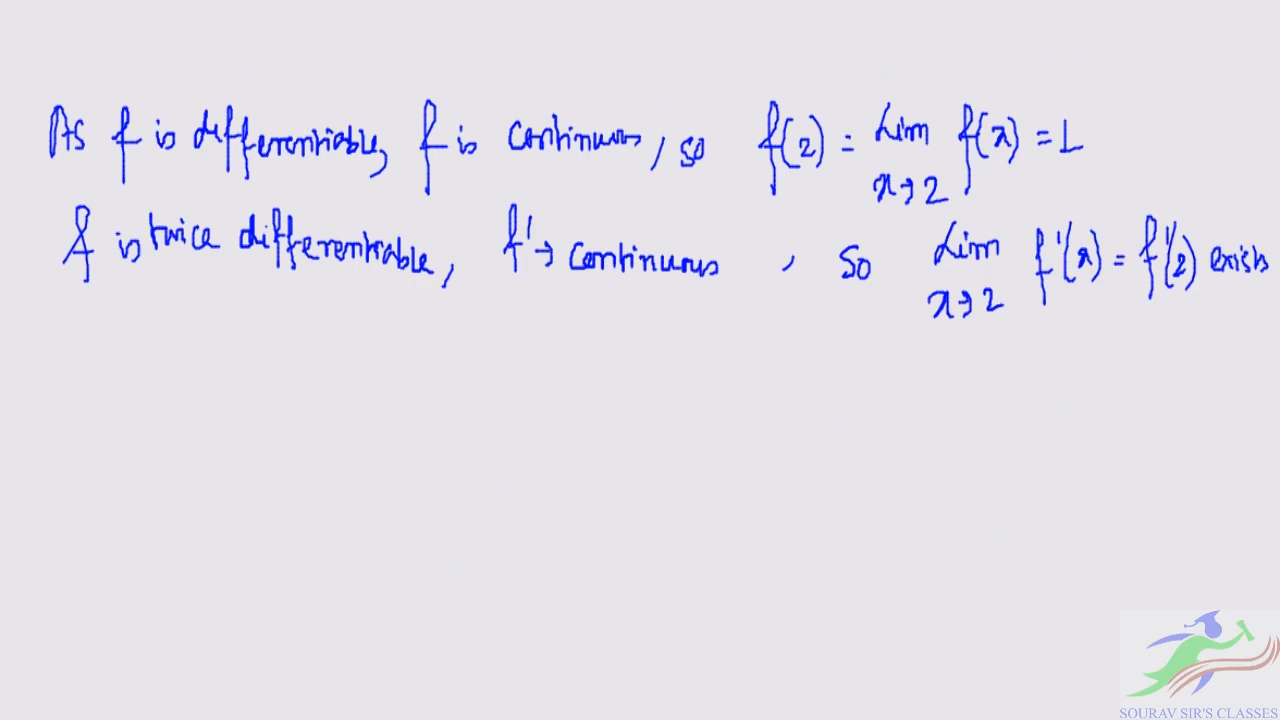 As f is differentiable, f is continuous, so f(2) = Lim f(x) = L
x→2
f is twice differentiable, f' → continuous, so Lim f'(x) = f'(2) exists
x→2
SOURAV SIR'S CLASSES